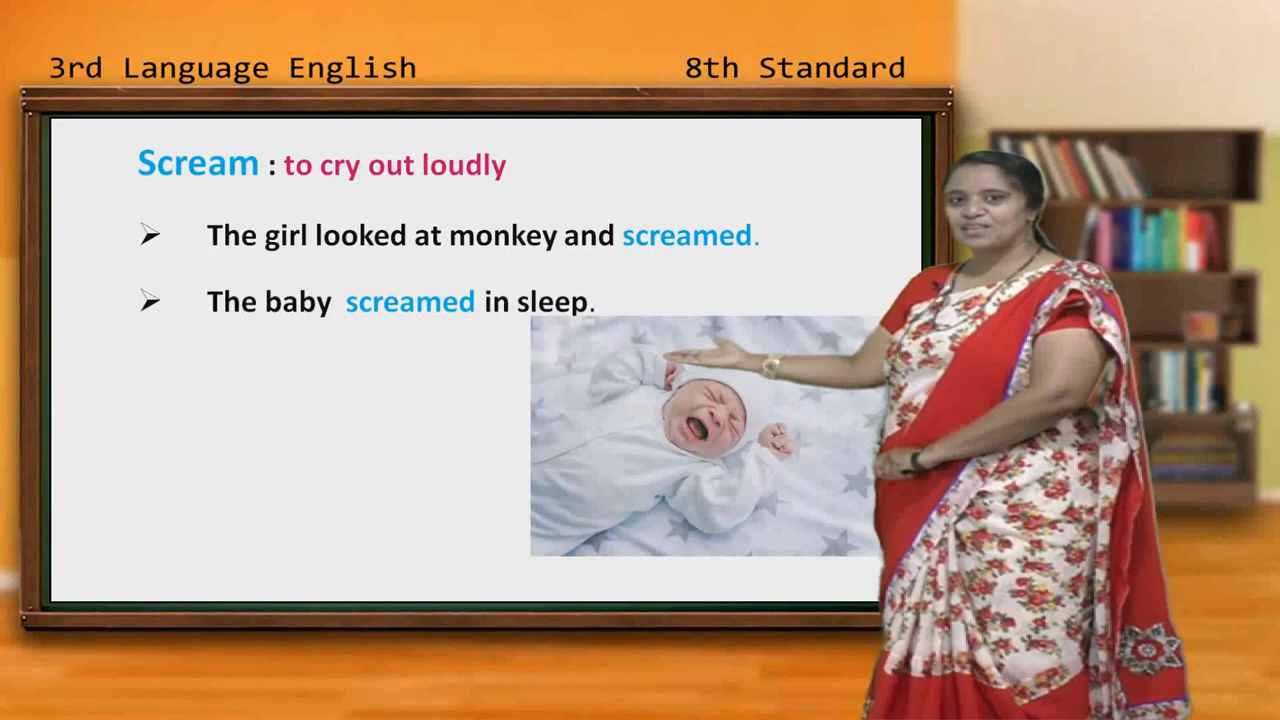 3rd Language English 8th Standard
Scream : to cry out loudly
➢ The girl looked at monkey and screamed.
➢ The baby screamed in sleep.